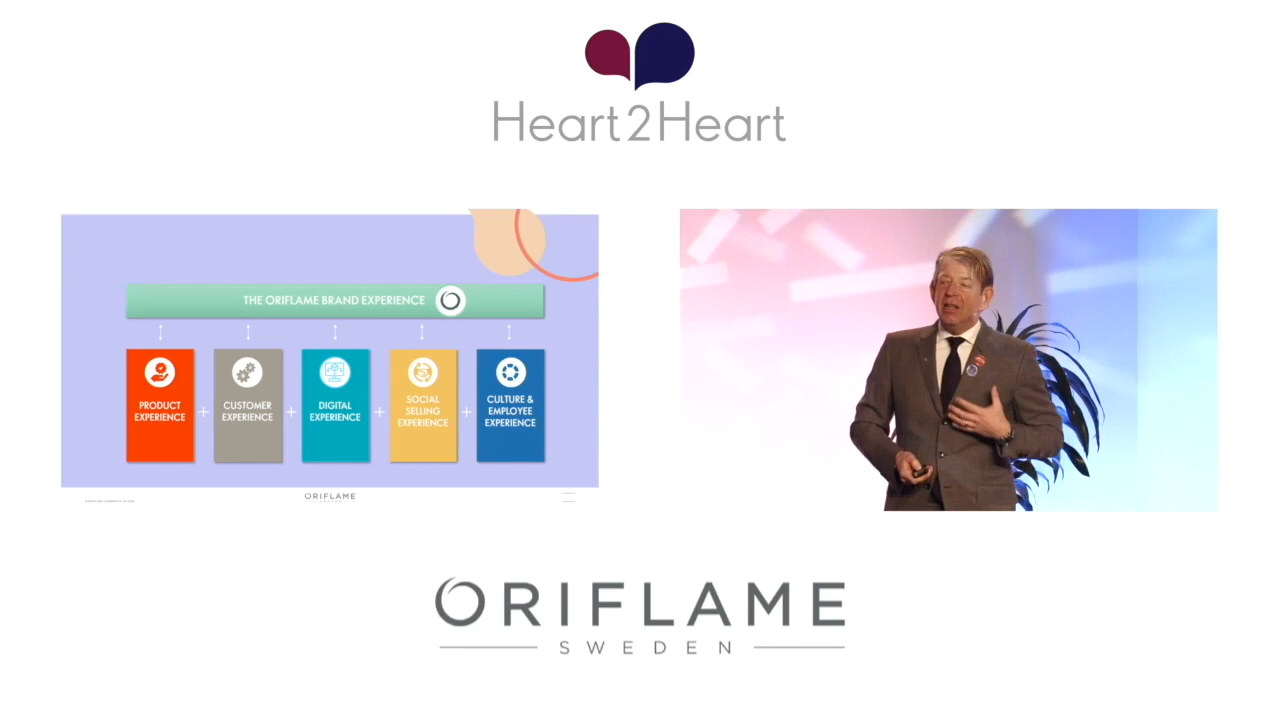 Heart2Heart
THE ORIFLAME BRAND EXPERIENCE
PRODUCT
EXPERIENCE
+
CUSTOMER
EXPERIENCE
+
DIGITAL
EXPERIENCE
+
SOCIAL
SELLING
EXPERIENCE
+
CULTURE &
EMPLOYEE
EXPERIENCE
ORIFLAME
ORIFLAME
SWEDEN